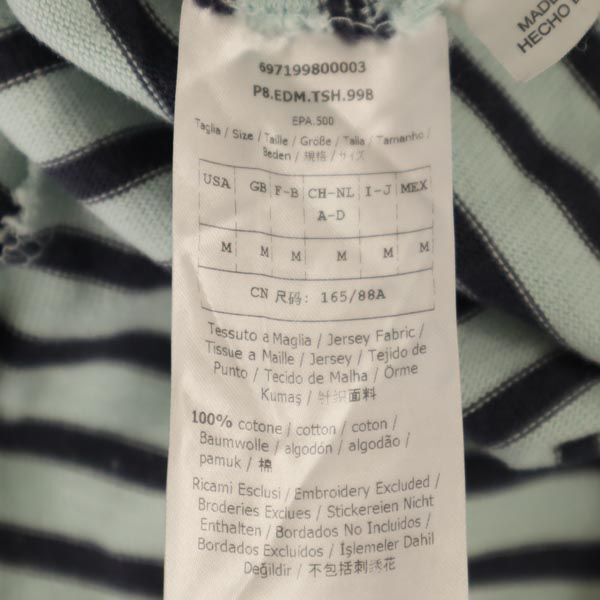 MADE
HECHO E
697199800003
P8.EDM.TSH.99B
EPA.500
Taglia / Size / Taille / Größe / Talla / Tamanho /
Beden / 规格 / サイズ
USA GB F-B CH-NL I-J MEX
A-D
M M M M M M
CN 尺码: 165/88A
Tessuto a Maglia / Jersey Fabric /
Tissue a Maille / Jersey / Tejido de
Punto / Tecido de Malha / Örme
Kumaş / 针织面料
100% cotone / cotton / coton /
Baumwolle / algodón / algodão /
pamuk / 棉
Ricami Esclusi / Embroidery Excluded /
Broderies Exclues / Stickereien Nicht
Enthalten / Bordados No Incluidos /
Bordados Excluídos / İşlemeler Dahil
Değildir / 不包括刺绣花